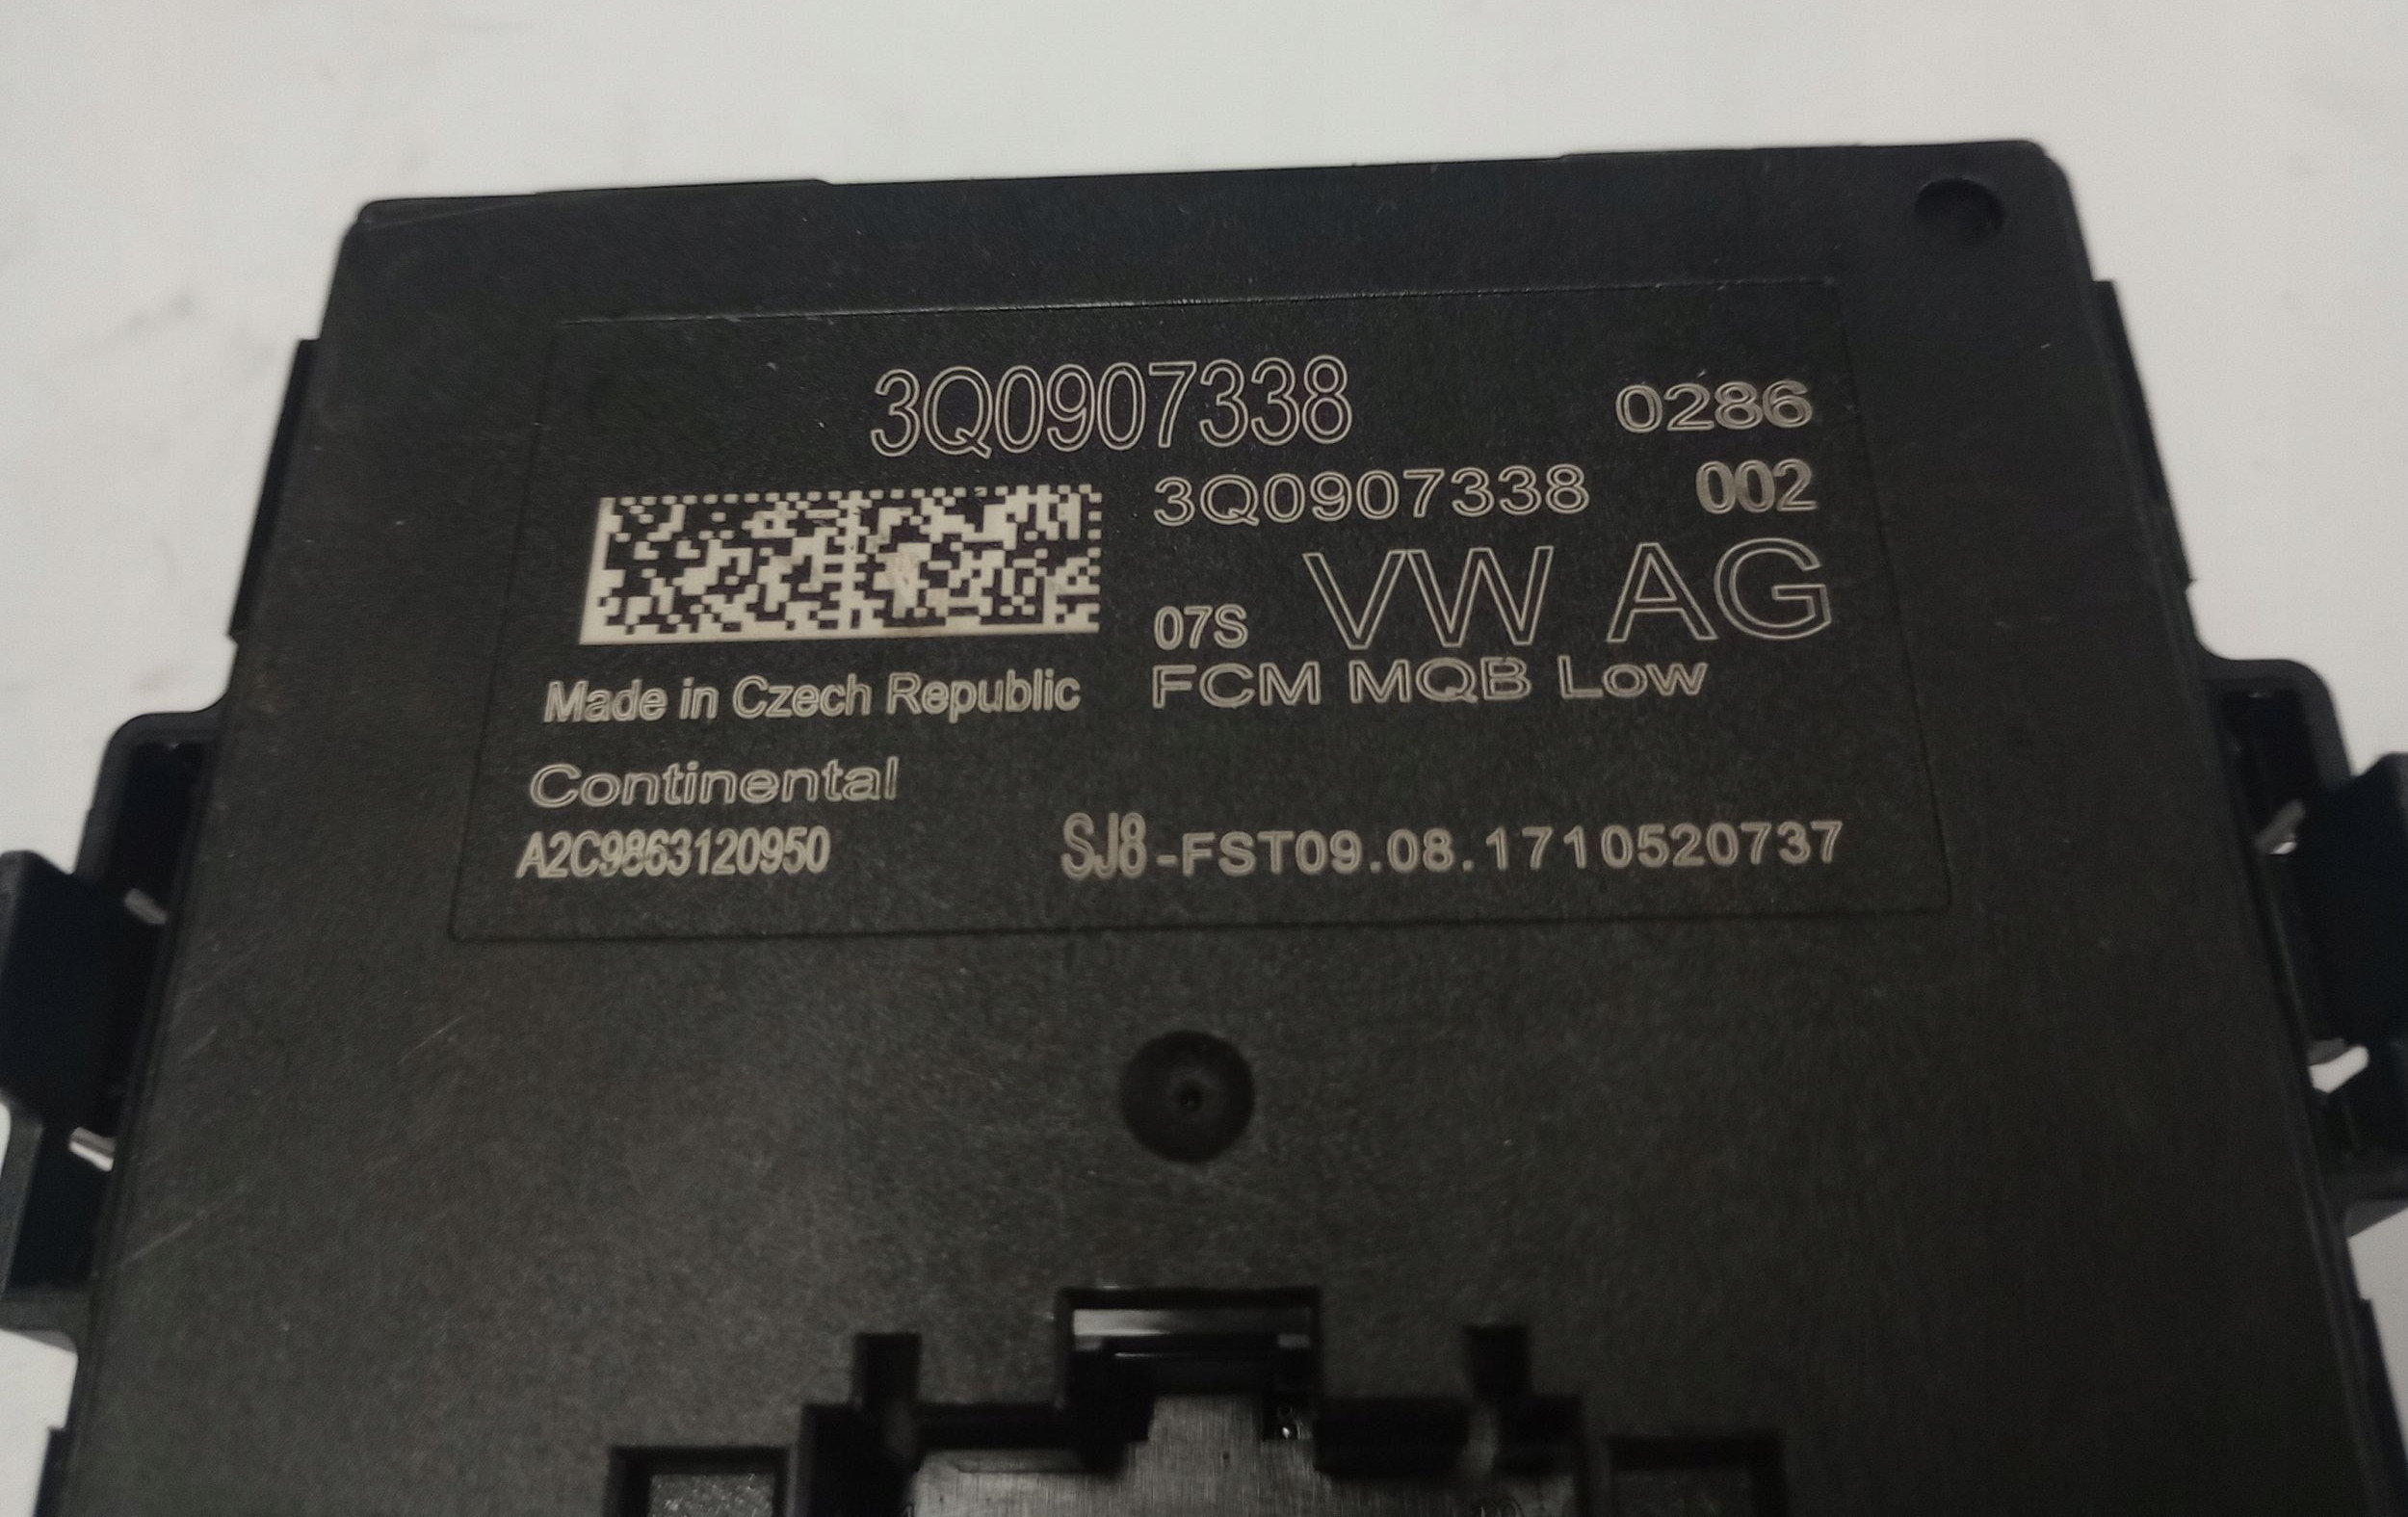 3Q0907338 0286
3Q0907338 002
07S VW AG
FCM MQB Low
Made in Czech Republic
Continental
A2C9863120950 SJ8-FST09.08.1710520737